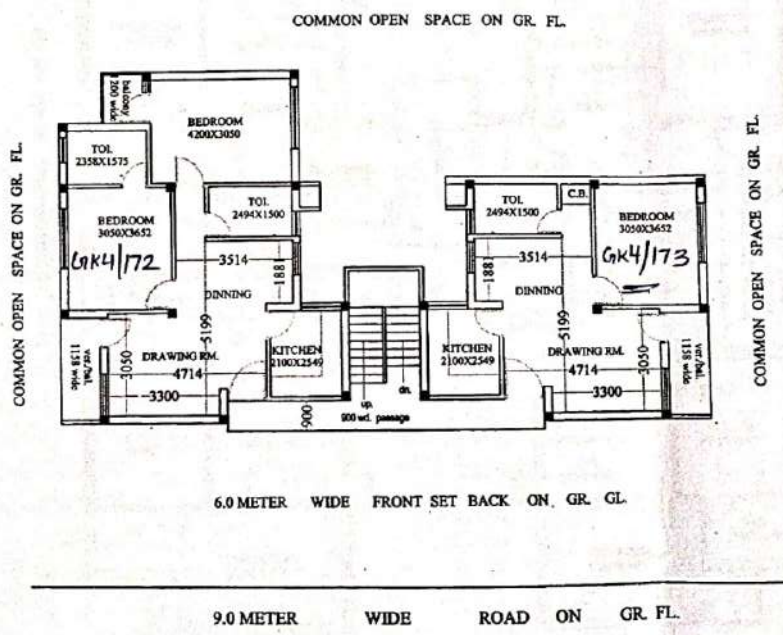 COMMON OPEN SPACE ON GR. FL.
COMMON OPEN SPACE ON GR. FL.
COMMON OPEN SPACE ON GR. FL.
balcony
1200 wide
BEDROOM
4200X3050
TOI.
2358X1575
TOI.
2494X1500
BEDROOM
3050X3652
GK4/172
3514
1881
DINNING
5199
3050
DRAWING RM.
4714
3300
ver/bal.
1158 wide
KITCHEN
2100X2549
900
up.
dn.
900 wd. passage
TOI.
2494X1500
C.B.
BEDROOM
3050X3652
GK4/173
1881
3514
DINNING
5199
KITCHEN
2100X2549
DRAWING RM.
4714
3300
3050
ver/bal.
1158 wide
6.0 METER WIDE FRONT SET BACK ON GR. GL.
9.0 METER WIDE ROAD ON GR. FL.